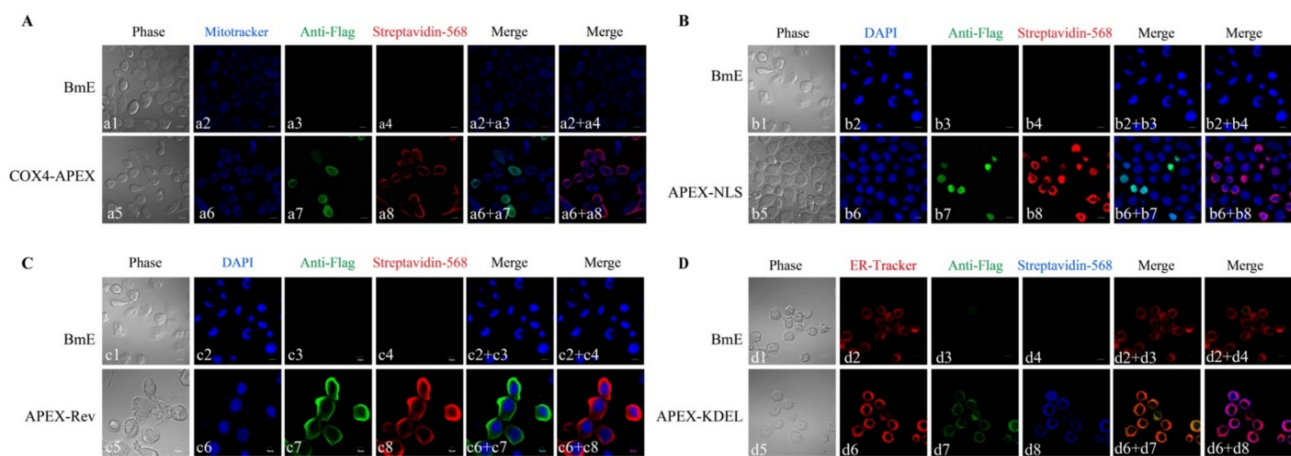 A
Phase Mitotracker Anti-Flag Streptavidin-568 Merge Merge
BmE
a1 a2 a3 a4 a2+a3 a2+a4
COX4-APEX
a5 a6 a7 a8 a6+a7 a6+a8
B
Phase DAPI Anti-Flag Streptavidin-568 Merge Merge
BmE
b1 b2 b3 b4 b2+b3 b2+b4
APEX-NLS
b5 b6 b7 b8 b6+b7 b6+b8
C
Phase DAPI Anti-Flag Streptavidin-568 Merge Merge
BmE
c1 c2 c3 c4 c2+c3 c2+c4
APEX-Rev
c5 c6 c7 c8 c6+c7 c6+c8
D
Phase ER-Tracker Anti-Flag Streptavidin-568 Merge Merge
BmE
d1 d2 d3 d4 d2+d3 d2+d4
APEX-KDEL
d5 d6 d7 d8 d6+d7 d6+d8